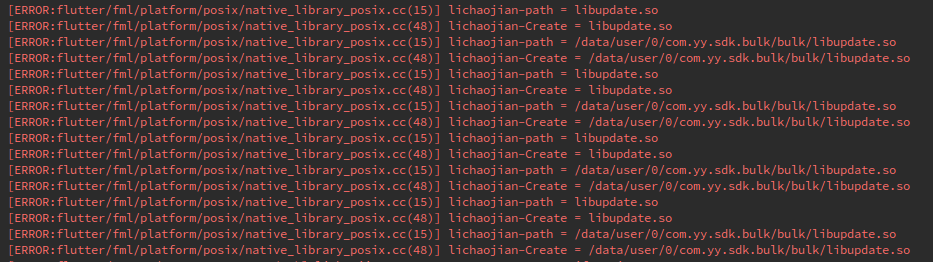 [ERROR:flutter/fml/platform/posix/native_library_posix.cc(15)] lichaojian-path = libupdate.so
[ERROR:flutter/fml/platform/posix/native_library_posix.cc(48)] lichaojian-Create = libupdate.so
[ERROR:flutter/fml/platform/posix/native_library_posix.cc(15)] lichaojian-path = /data/user/0/com.yy.sdk.bulk/bulk/libupdate.so
[ERROR:flutter/fml/platform/posix/native_library_posix.cc(48)] lichaojian-Create = /data/user/0/com.yy.sdk.bulk/bulk/libupdate.so
[ERROR:flutter/fml/platform/posix/native_library_posix.cc(15)] lichaojian-path = libupdate.so
[ERROR:flutter/fml/platform/posix/native_library_posix.cc(48)] lichaojian-Create = libupdate.so
[ERROR:flutter/fml/platform/posix/native_library_posix.cc(15)] lichaojian-path = /data/user/0/com.yy.sdk.bulk/bulk/libupdate.so
[ERROR:flutter/fml/platform/posix/native_library_posix.cc(48)] lichaojian-Create = /data/user/0/com.yy.sdk.bulk/bulk/libupdate.so
[ERROR:flutter/fml/platform/posix/native_library_posix.cc(15)] lichaojian-path = libupdate.so
[ERROR:flutter/fml/platform/posix/native_library_posix.cc(48)] lichaojian-Create = libupdate.so
[ERROR:flutter/fml/platform/posix/native_library_posix.cc(15)] lichaojian-path = /data/user/0/com.yy.sdk.bulk/bulk/libupdate.so
[ERROR:flutter/fml/platform/posix/native_library_posix.cc(48)] lichaojian-Create = /data/user/0/com.yy.sdk.bulk/bulk/libupdate.so
[ERROR:flutter/fml/platform/posix/native_library_posix.cc(15)] lichaojian-path = libupdate.so
[ERROR:flutter/fml/platform/posix/native_library_posix.cc(48)] lichaojian-Create = libupdate.so
[ERROR:flutter/fml/platform/posix/native_library_posix.cc(15)] lichaojian-path = /data/user/0/com.yy.sdk.bulk/bulk/libupdate.so
[ERROR:flutter/fml/platform/posix/native_library_posix.cc(48)] lichaojian-Create = /data/user/0/com.yy.sdk.bulk/bulk/libupdate.so